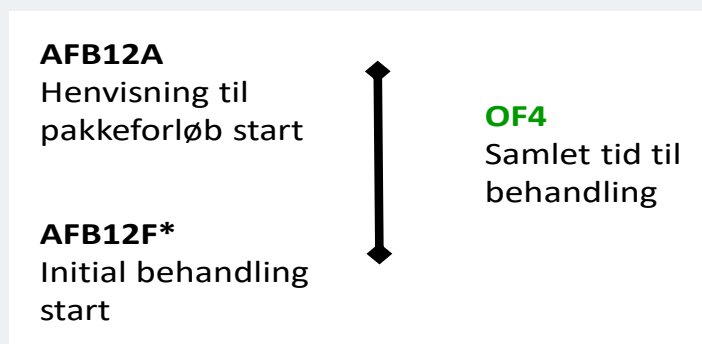 AFB12A
Henvisning til
pakkeforløb start
OF4
Samlet tid til
behandling
AFB12F*
Initial behandling
start